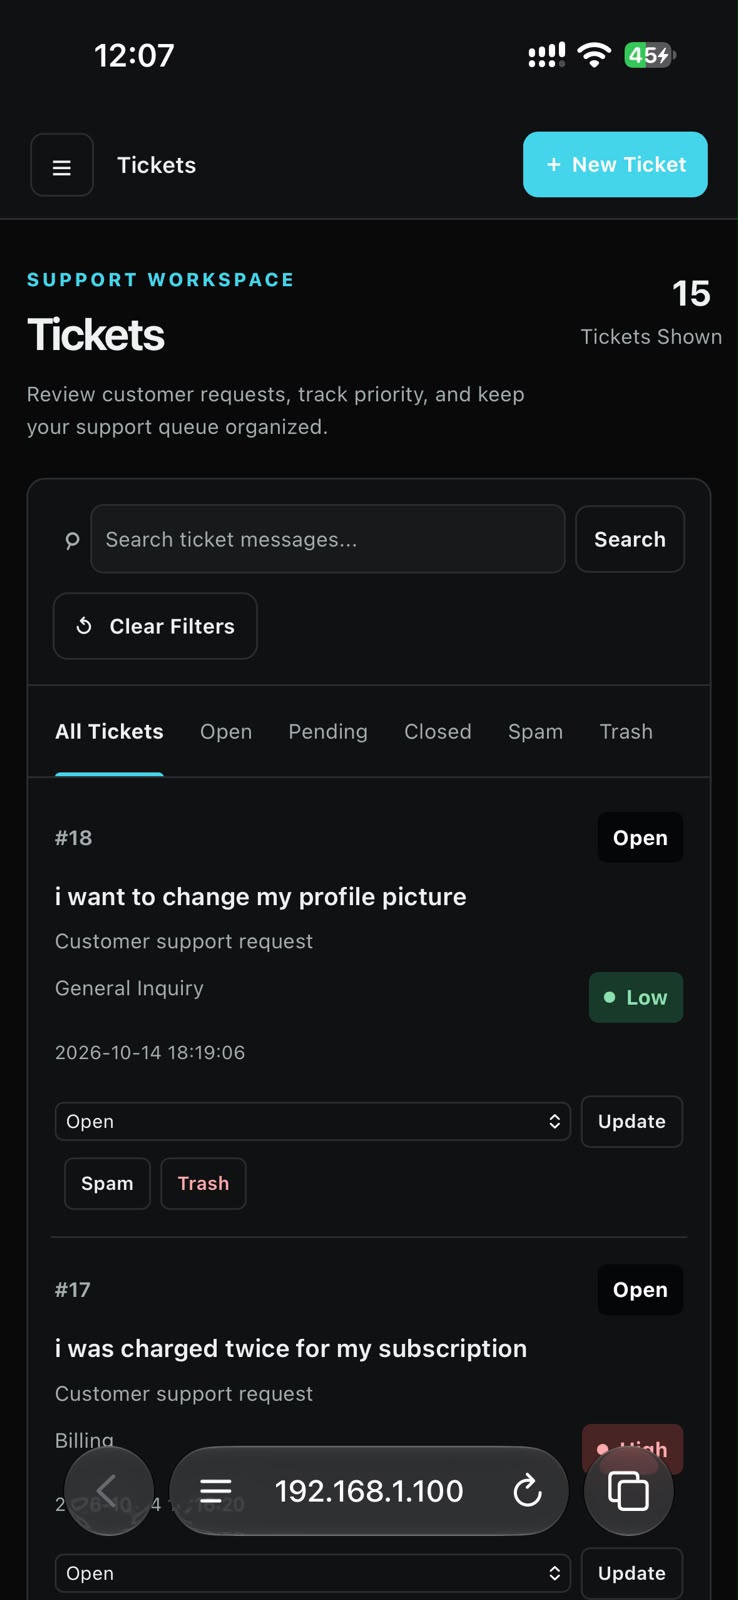 12:07
45
Tickets
+ New Ticket
SUPPORT WORKSPACE
15
Tickets
Tickets Shown
Review customer requests, track priority, and keep
your support queue organized.
Search ticket messages...
Search
Clear Filters
All Tickets Open Pending Closed Spam Trash
#18
Open
i want to change my profile picture
Customer support request
General Inquiry
Low
2026-10-14 18:19:06
Open
Update
Spam
Trash
#17
Open
i was charged twice for my subscription
Customer support request
Billing
High
192.168.1.100
Open
Update